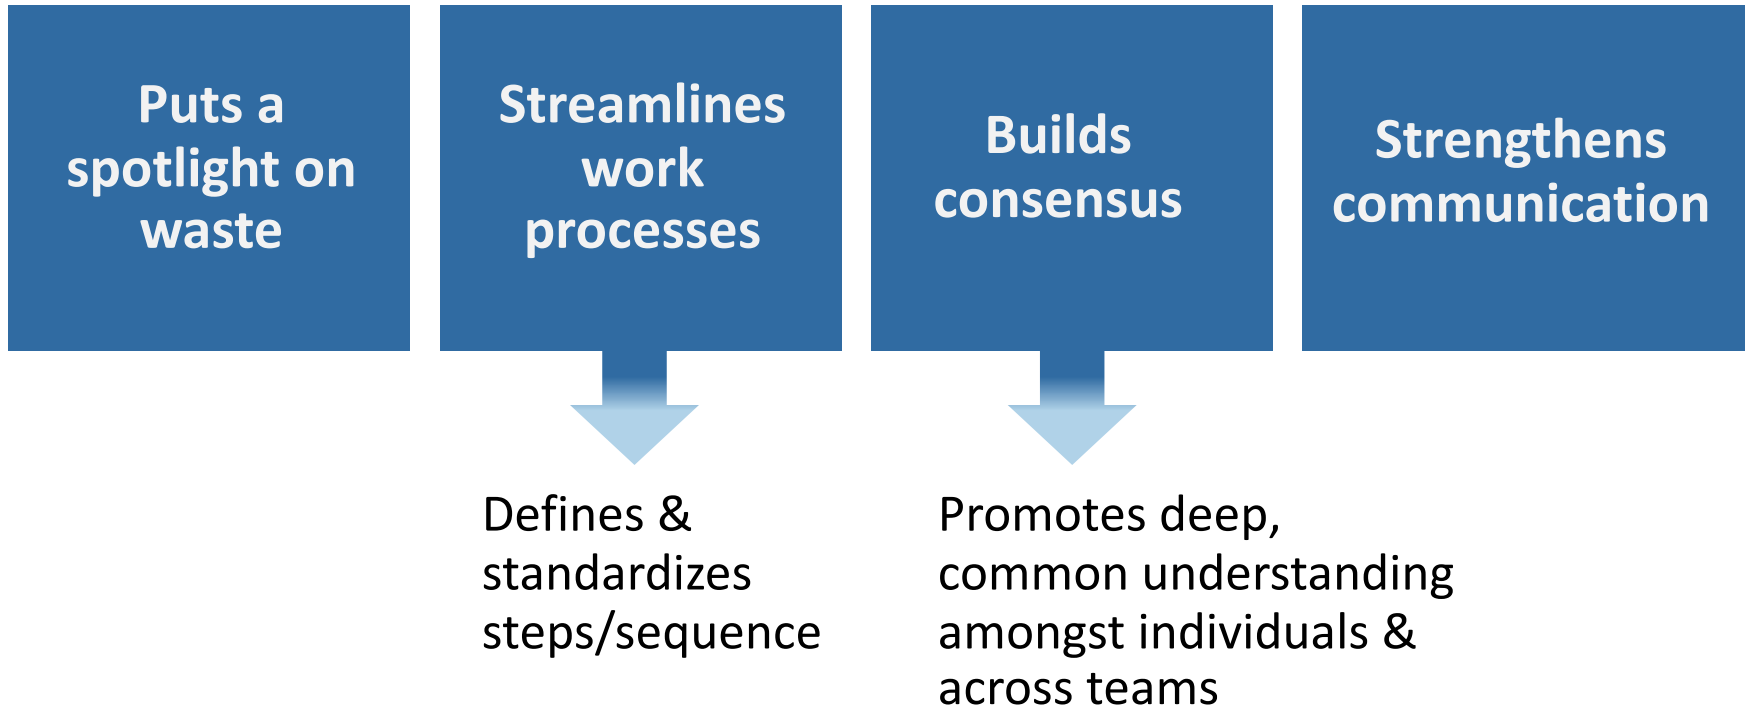 Puts a
spotlight on
waste
Streamlines
work
processes
Builds
consensus
Strengthens
communication
Defines &
standardizes
steps/sequence
Promotes deep,
common understanding
amongst individuals &
across teams